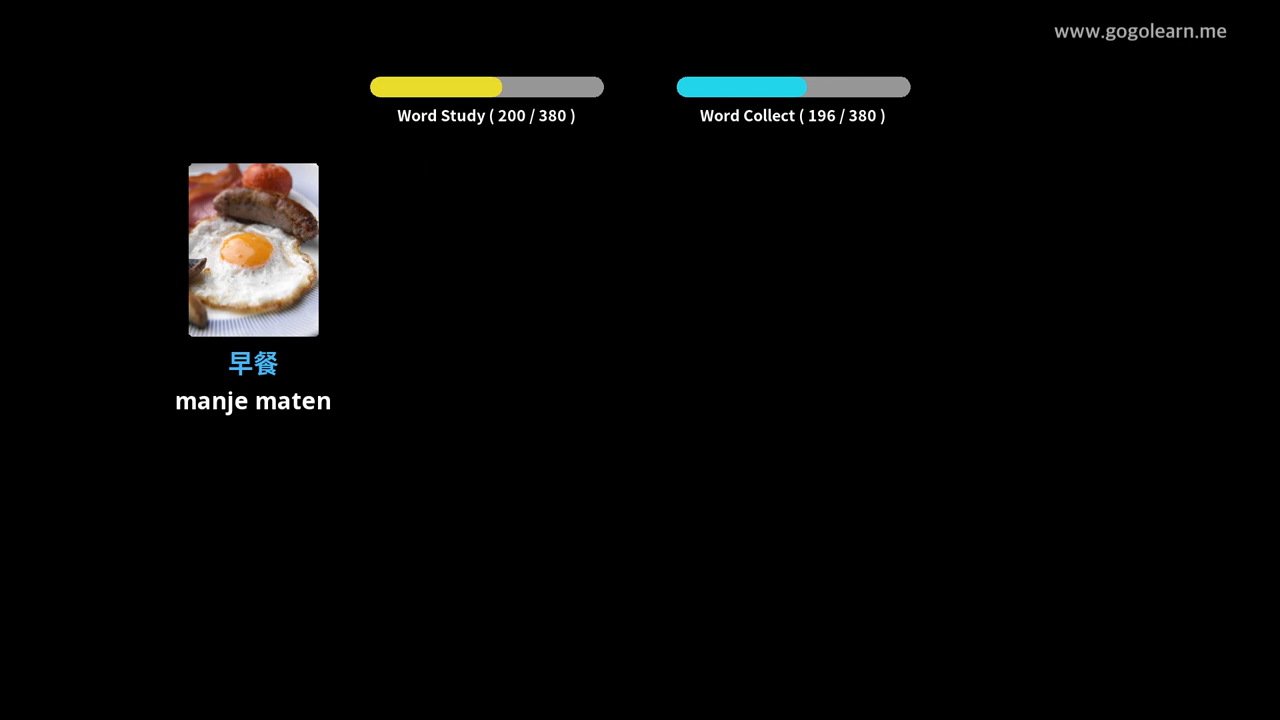 www.gogolearn.me
Word Study ( 200 / 380 )
Word Collect ( 196 / 380 )
早餐
manje maten